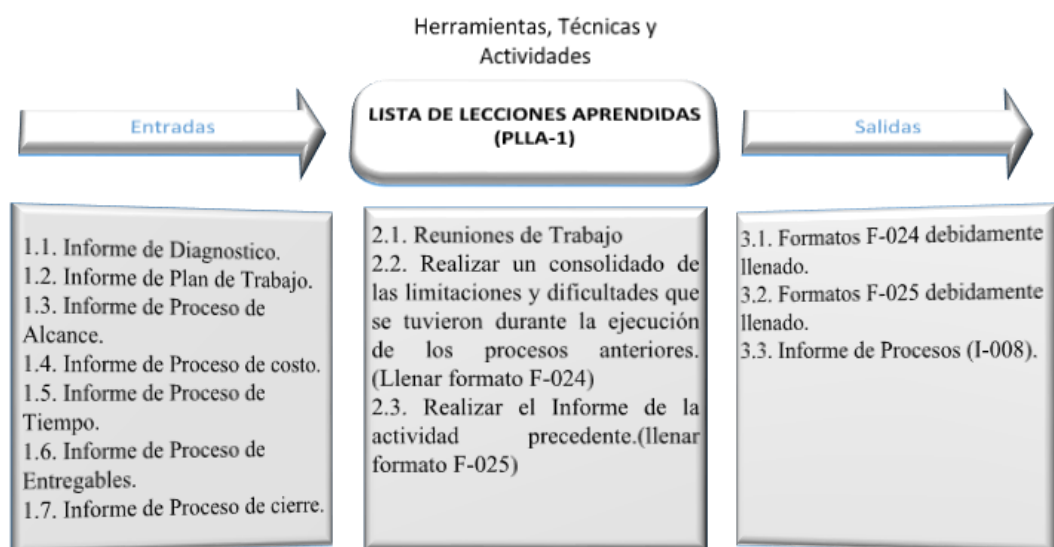 Herramientas, Técnicas y
Actividades
Entradas
LISTA DE LECCIONES APRENDIDAS
(PLLA-1)
Salidas
1.1. Informe de Diagnostico.
1.2. Informe de Plan de Trabajo.
1.3. Informe de Proceso de
Alcance.
1.4. Informe de Proceso de costo.
1.5. Informe de Proceso de
Tiempo.
1.6. Informe de Proceso de
Entregables.
1.7. Informe de Proceso de cierre.
2.1. Reuniones de Trabajo
2.2. Realizar un consolidado de
las limitaciones y dificultades que
se tuvieron durante la ejecución
de los procesos anteriores.
(Llenar formato F-024)
2.3. Realizar el Informe de la
actividad precedente.(llenar
formato F-025)
3.1. Formatos F-024 debidamente
llenado.
3.2. Formatos F-025 debidamente
llenado.
3.3. Informe de Procesos (I-008).